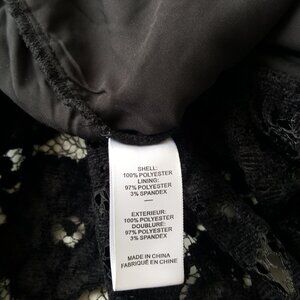 SHELL:
100% POLYESTER
LINING:
97% POLYESTER
3% SPANDEX
—
EXTERIEUR:
100% POLYESTER
DOUBLURE:
97% POLYESTER
3% SPANDEX
—
MADE IN CHINA
FABRIQUÉ EN CHINE